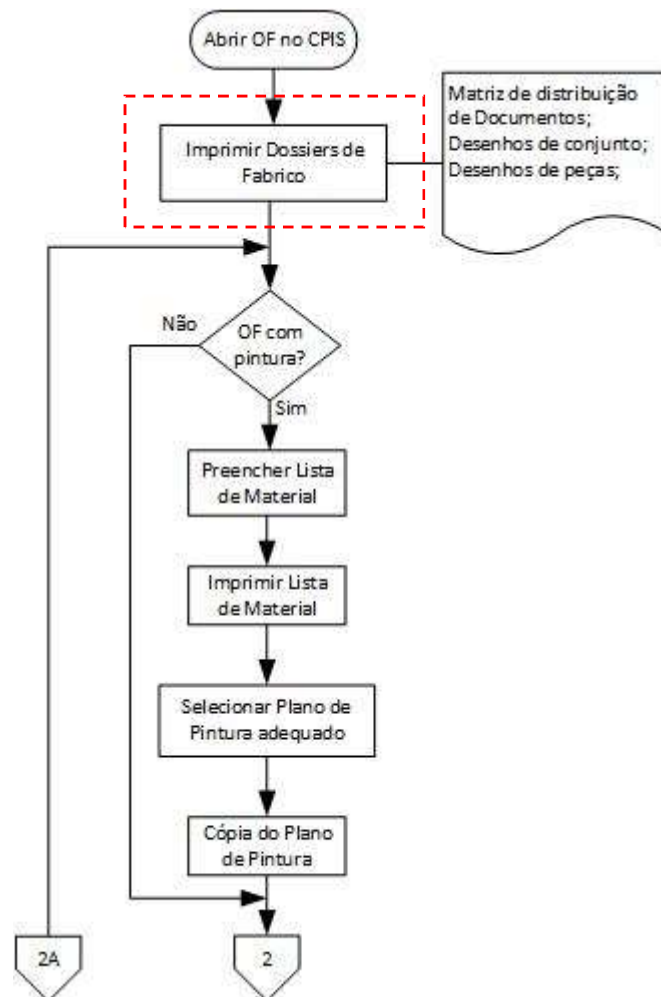 Abrir OF no CPIS
Imprimir Dossiers de
Fabrico
Matriz de distribuição
de Documentos;
Desenhos de conjunto;
Desenhos de peças;
Não
OF com
pintura?
Sim
Preencher Lista
de Material
Imprimir Lista
de Material
Selecionar Plano de
Pintura adequado
Cópia do Plano
de Pintura
2A
2